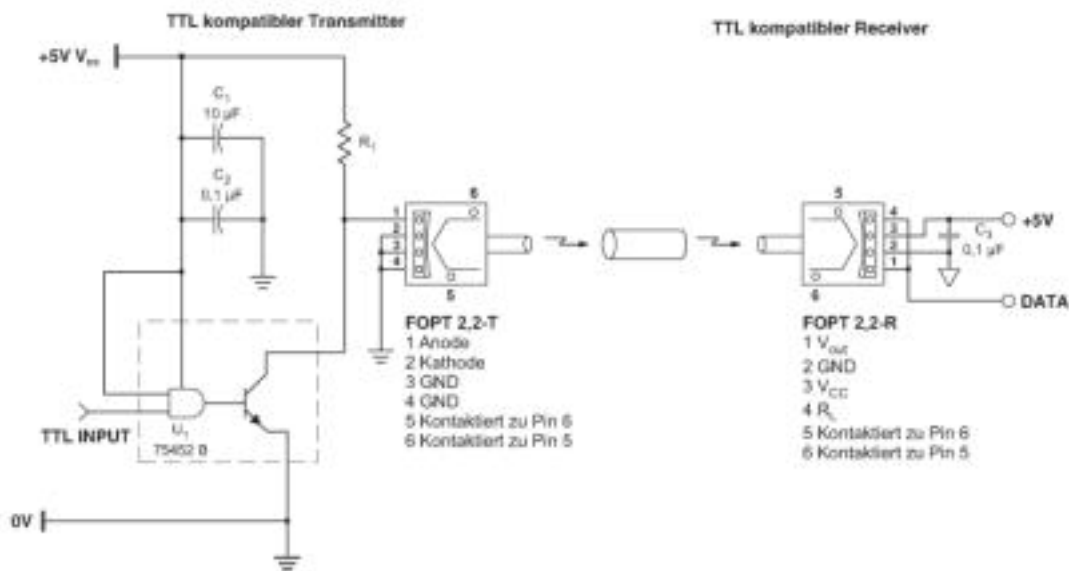 TTL kompatibler Transmitter
TTL kompatibler Receiver
+5V Vcc
C1
10 µF
C2
0,1 µF
R1
6
1
2
3
4
5
5
4
3
2
1
6
+5V
C3
0,1 µF
DATA
FOPT 2,2-T
1 Anode
2 Kathode
3 GND
4 GND
5 Kontaktiert zu Pin 6
6 Kontaktiert zu Pin 5
FOPT 2,2-R
1 Vout
2 GND
3 VCC
4 RL
5 Kontaktiert zu Pin 6
6 Kontaktiert zu Pin 5
TTL INPUT
U1
75452 B
0V